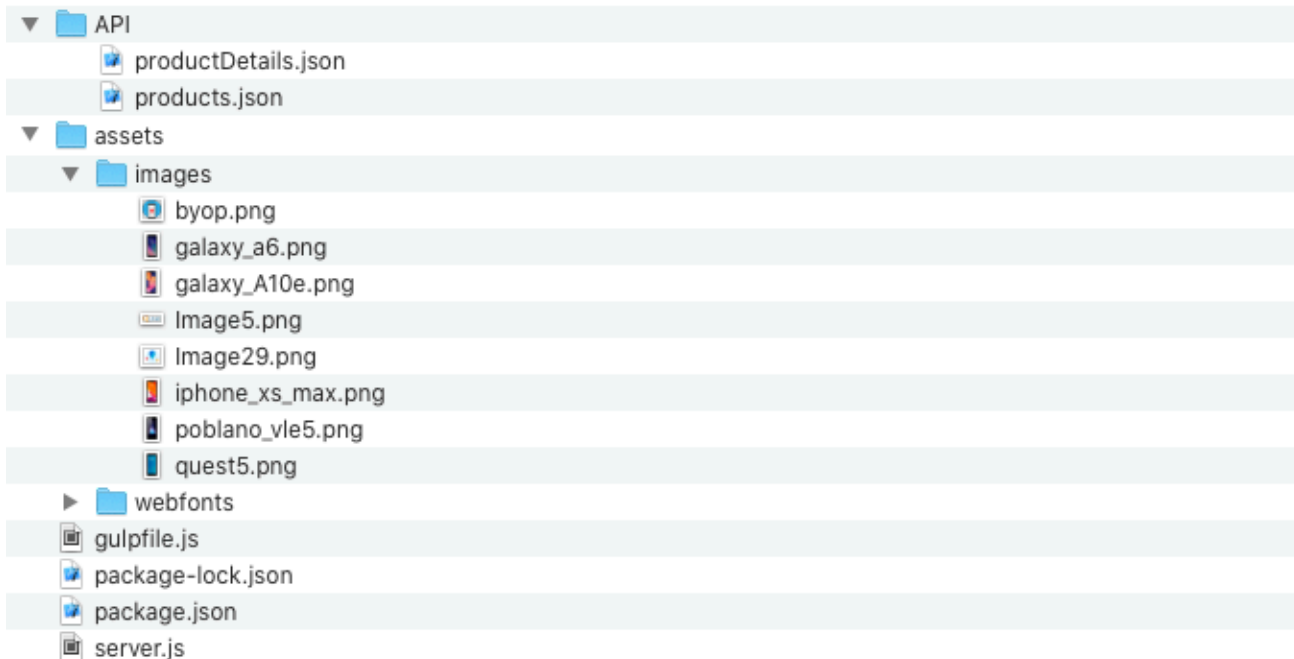 API
productDetails.json
products.json
assets
images
byop.png
galaxy_a6.png
galaxy_A10e.png
Image5.png
Image29.png
iphone_xs_max.png
poblano_vle5.png
quest5.png
webfonts
gulpfile.js
package-lock.json
package.json
server.js